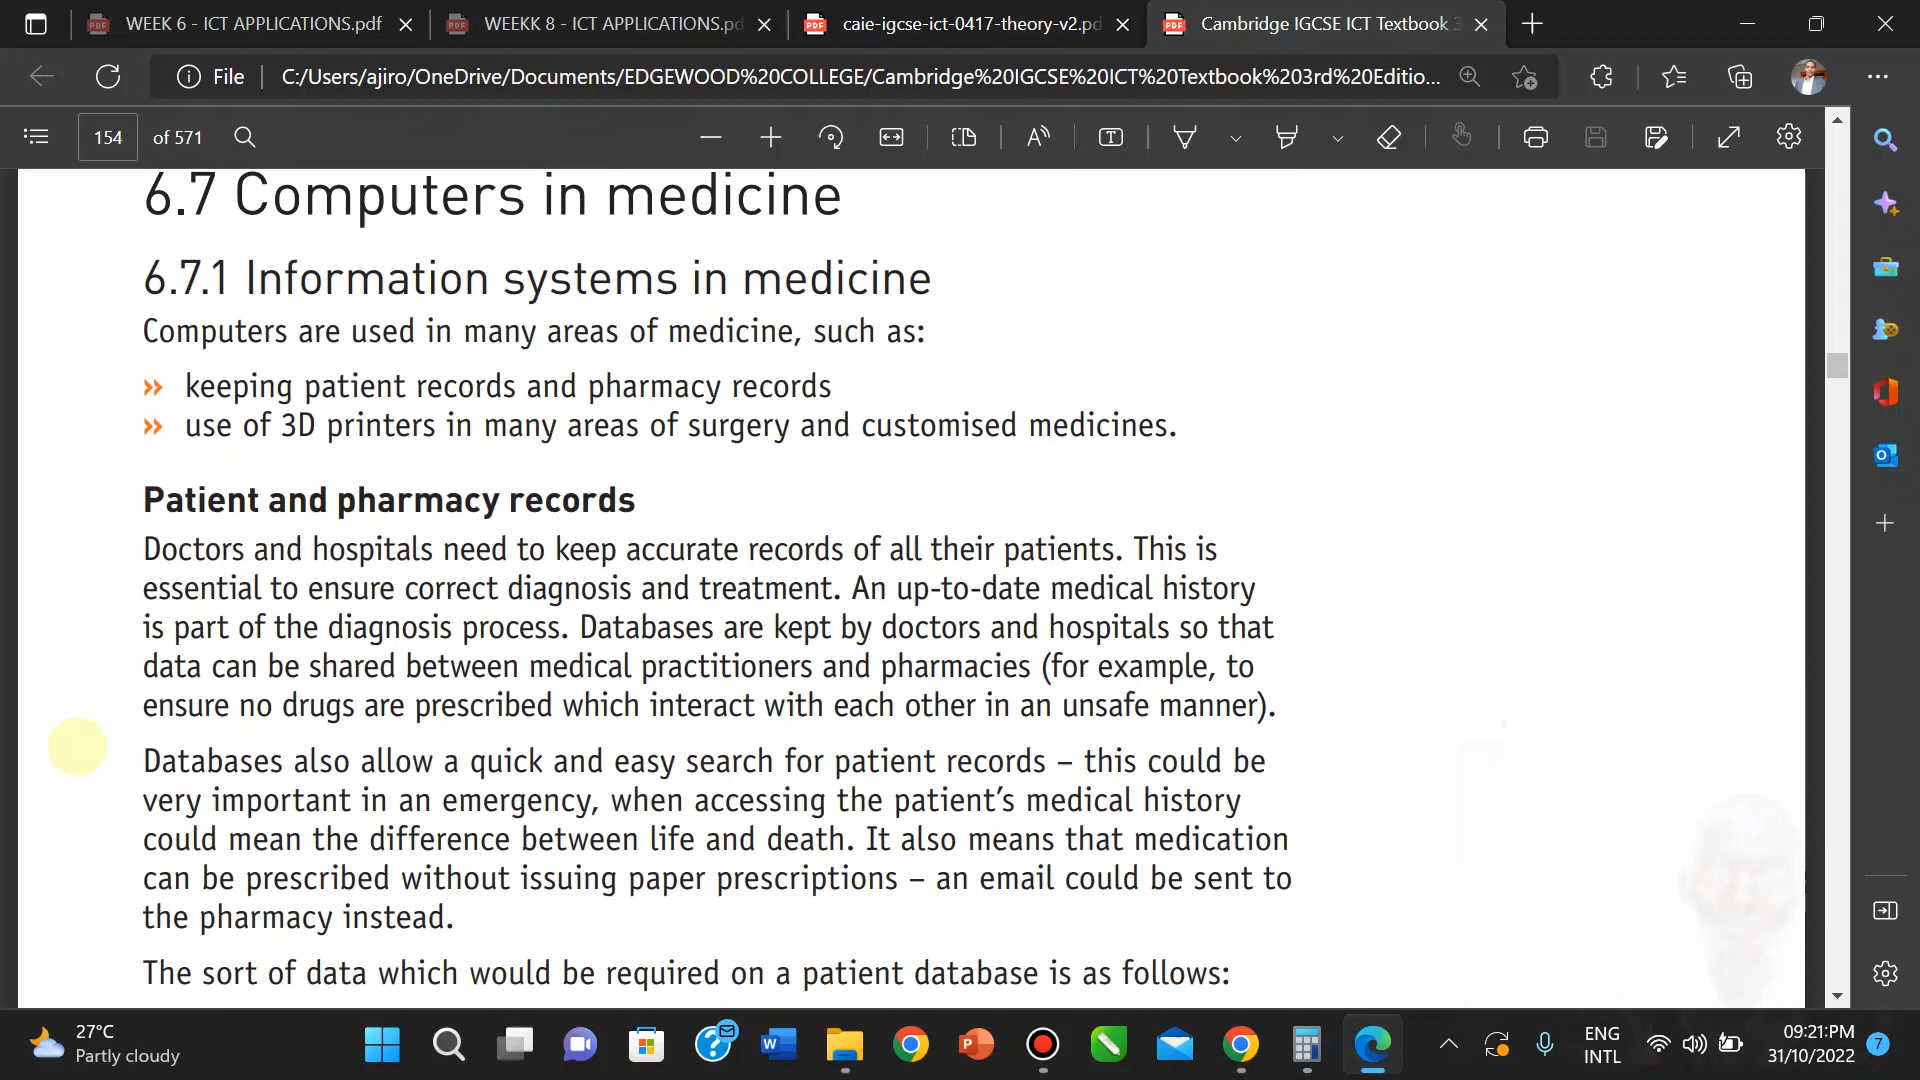 WEEK 6 - ICT APPLICATIONS.pdf
WEEKK 8 - ICT APPLICATIONS.pd
caie-igcse-ict-0417-theory-v2.pd
Cambridge IGCSE ICT Textbook 3
File
C:/Users/ajiro/OneDrive/Documents/EDGEWOOD%20COLLEGE/Cambridge%20IGCSE%20ICT%20Textbook%203rd%20Editio...
154 of 571
6.7 Computers in medicine
6.7.1 Information systems in medicine
Computers are used in many areas of medicine, such as:
» keeping patient records and pharmacy records
» use of 3D printers in many areas of surgery and customised medicines.
Patient and pharmacy records
Doctors and hospitals need to keep accurate records of all their patients. This is
essential to ensure correct diagnosis and treatment. An up-to-date medical history
is part of the diagnosis process. Databases are kept by doctors and hospitals so that
data can be shared between medical practitioners and pharmacies (for example, to
ensure no drugs are prescribed which interact with each other in an unsafe manner).
Databases also allow a quick and easy search for patient records – this could be
very important in an emergency, when accessing the patient’s medical history
could mean the difference between life and death. It also means that medication
can be prescribed without issuing paper prescriptions – an email could be sent to
the pharmacy instead.
The sort of data which would be required on a patient database is as follows:
27°C
Partly cloudy
ENG
INTL
09:21:PM
31/10/2022
7